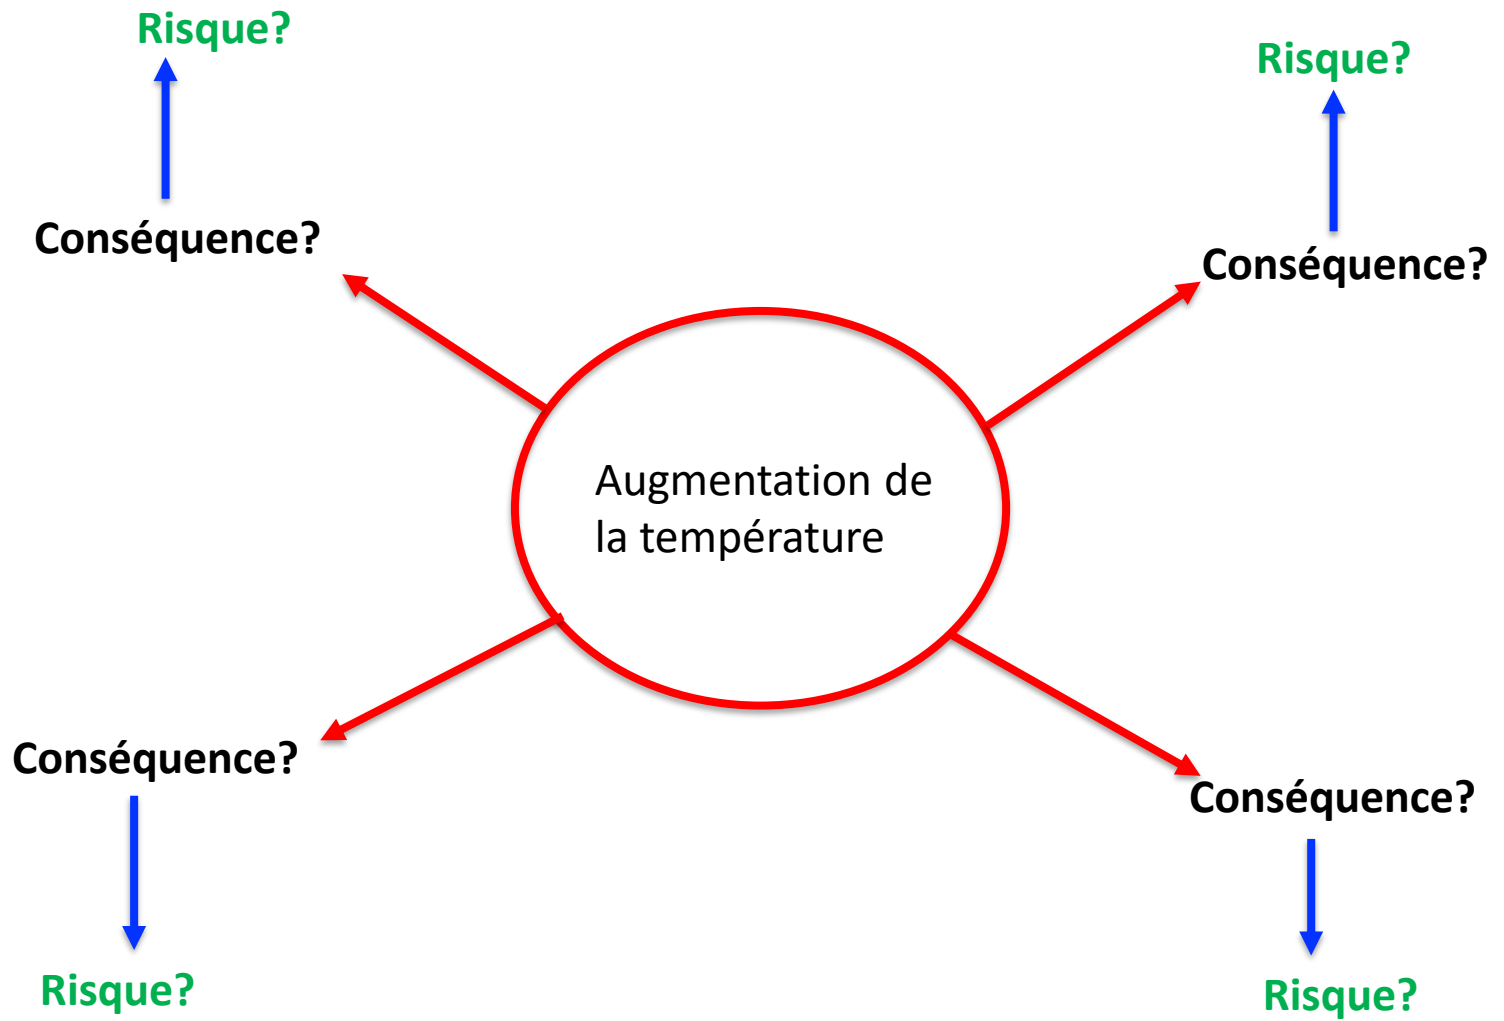 Risque?
Risque?
Conséquence?
Conséquence?
Augmentation de
la température
Conséquence?
Conséquence?
Risque?
Risque?